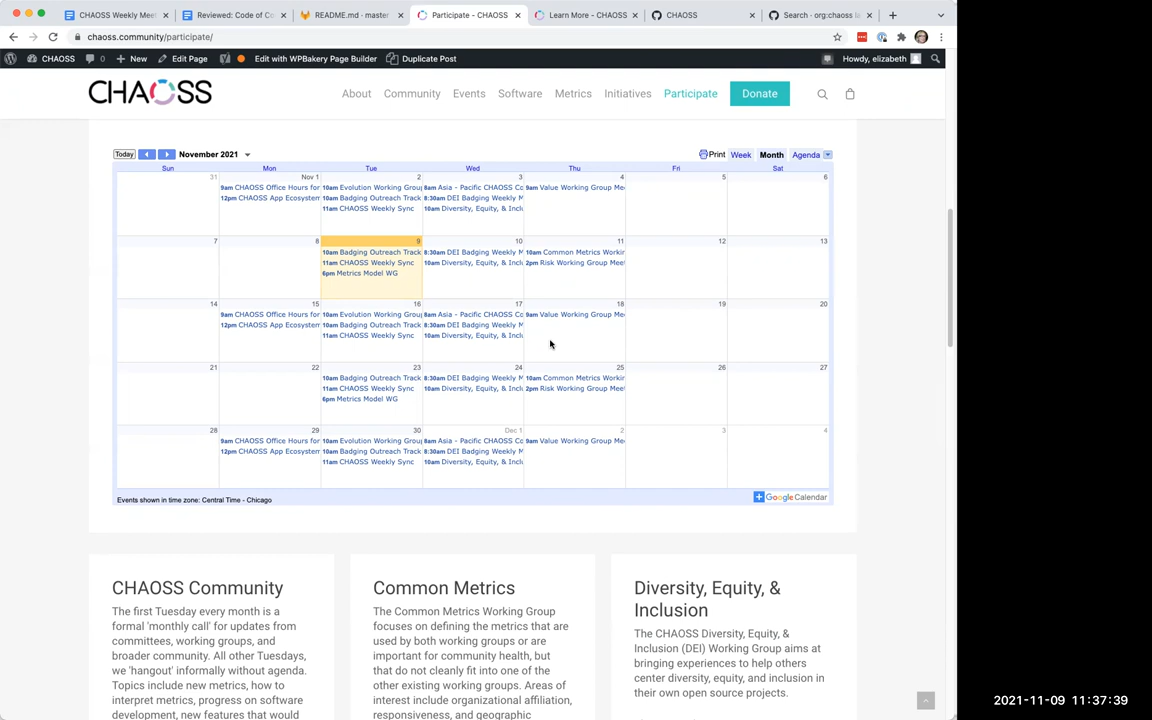 CHAOSS Weekly Mee
Reviewed: Code of C
README.md · master
Participate - CHAOSS
Learn More - CHAOSS
CHAOSS
Search · org:chaoss la
chaoss.community/participate/
CHAOSS 0 New Edit Page Edit with WPBakery Page Builder Duplicate Post Howdy, elizabeth
CHAOSS
About Community Events Software Metrics Initiatives Participate Donate
Today November 2021 Print Week Month Agenda
Sun Mon Tue Wed Thu Fri Sat
31 Nov 1 2 3 4 5 6
9am CHAOSS Office Hours for 10am Evolution Working Group 8am Asia - Pacific CHAOSS Co 9am Value Working Group Mee
12pm CHAOSS App Ecosystem 10am Badging Outreach Track 8:30am DEI Badging Weekly M
11am CHAOSS Weekly Sync 10am Diversity, Equity, & Incl
7 8 9 10 11 12 13
10am Badging Outreach Track 8:30am DEI Badging Weekly M 10am Common Metrics Workin
11am CHAOSS Weekly Sync 10am Diversity, Equity, & Incl 2pm Risk Working Group Meet
6pm Metrics Model WG
14 15 16 17 18 19 20
9am CHAOSS Office Hours for 10am Evolution Working Group 8am Asia - Pacific CHAOSS Co 9am Value Working Group Mee
12pm CHAOSS App Ecosystem 10am Badging Outreach Track 8:30am DEI Badging Weekly M
11am CHAOSS Weekly Sync 10am Diversity, Equity, & Incl
21 22 23 24 25 26 27
10am Badging Outreach Track 8:30am DEI Badging Weekly M 10am Common Metrics Workin
11am CHAOSS Weekly Sync 10am Diversity, Equity, & Incl 2pm Risk Working Group Meet
6pm Metrics Model WG
28 29 30 Dec 1 2 3 4
9am CHAOSS Office Hours for 10am Evolution Working Group 8am Asia - Pacific CHAOSS Co 9am Value Working Group Mee
12pm CHAOSS App Ecosystem 10am Badging Outreach Track 8:30am DEI Badging Weekly M
11am CHAOSS Weekly Sync 10am Diversity, Equity, & Incl
Events shown in time zone: Central Time - Chicago
Google Calendar
CHAOSS Community
The first Tuesday every month is a
formal 'monthly call' for updates from
committees, working groups, and
broader community. All other Tuesdays,
we 'hangout' informally without agenda.
Topics include new metrics, how to
interpret metrics, progress on software
development, new features that would
Common Metrics
The Common Metrics Working Group
focuses on defining the metrics that are
used by both working groups or are
important for community health, but
that do not cleanly fit into one of the
other existing working groups. Areas of
interest include organizational affiliation,
responsiveness, and geographic
Diversity, Equity, &
Inclusion
The CHAOSS Diversity, Equity, &
Inclusion (DEI) Working Group aims at
bringing experiences to help others
center diversity, equity, and inclusion in
their own open source projects.
2021-11-09 11:37:39